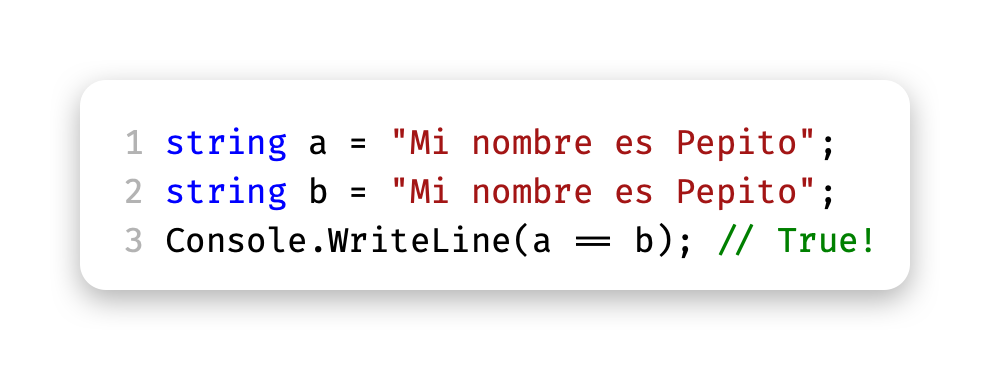 1 string a = "Mi nombre es Pepito";
2 string b = "Mi nombre es Pepito";
3 Console.WriteLine(a == b); // True!